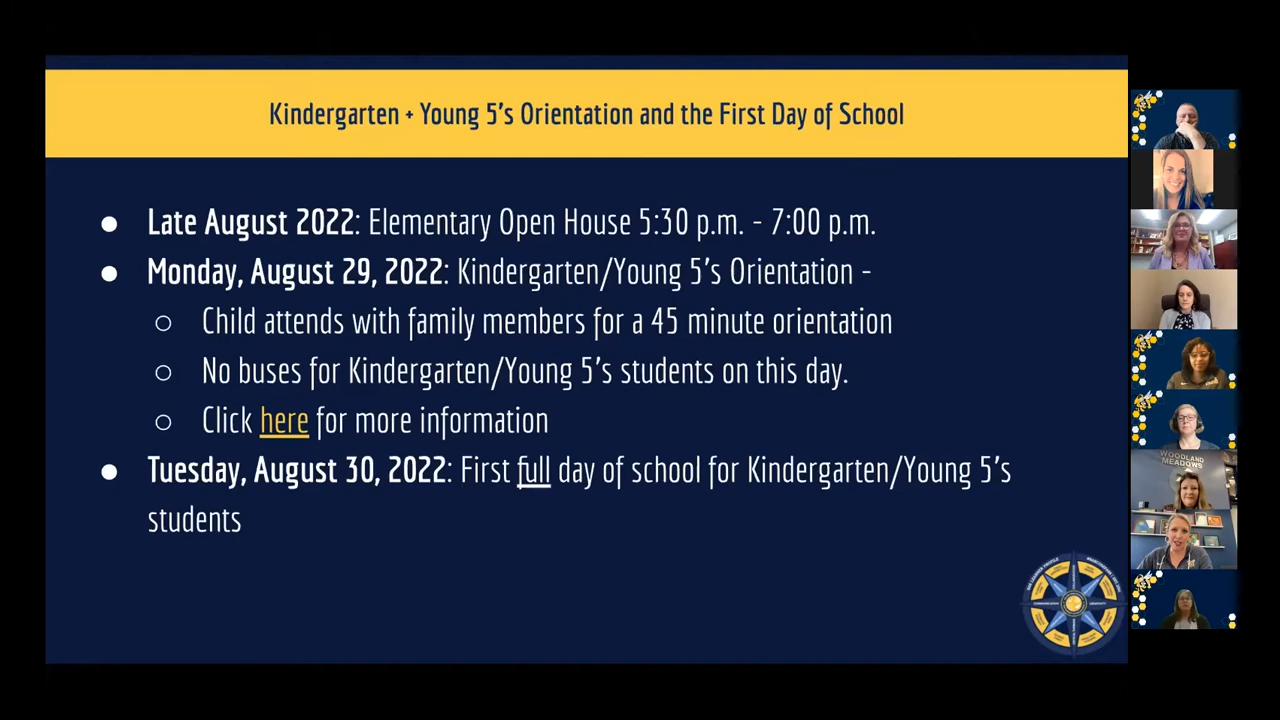 Kindergarten + Young 5's Orientation and the First Day of School
● Late August 2022: Elementary Open House 5:30 p.m. - 7:00 p.m.
● Monday, August 29, 2022: Kindergarten/Young 5's Orientation -
○ Child attends with family members for a 45 minute orientation
○ No buses for Kindergarten/Young 5's students on this day.
○ Click here for more information
● Tuesday, August 30, 2022: First full day of school for Kindergarten/Young 5's
students
WOODLAND
MEADOWS